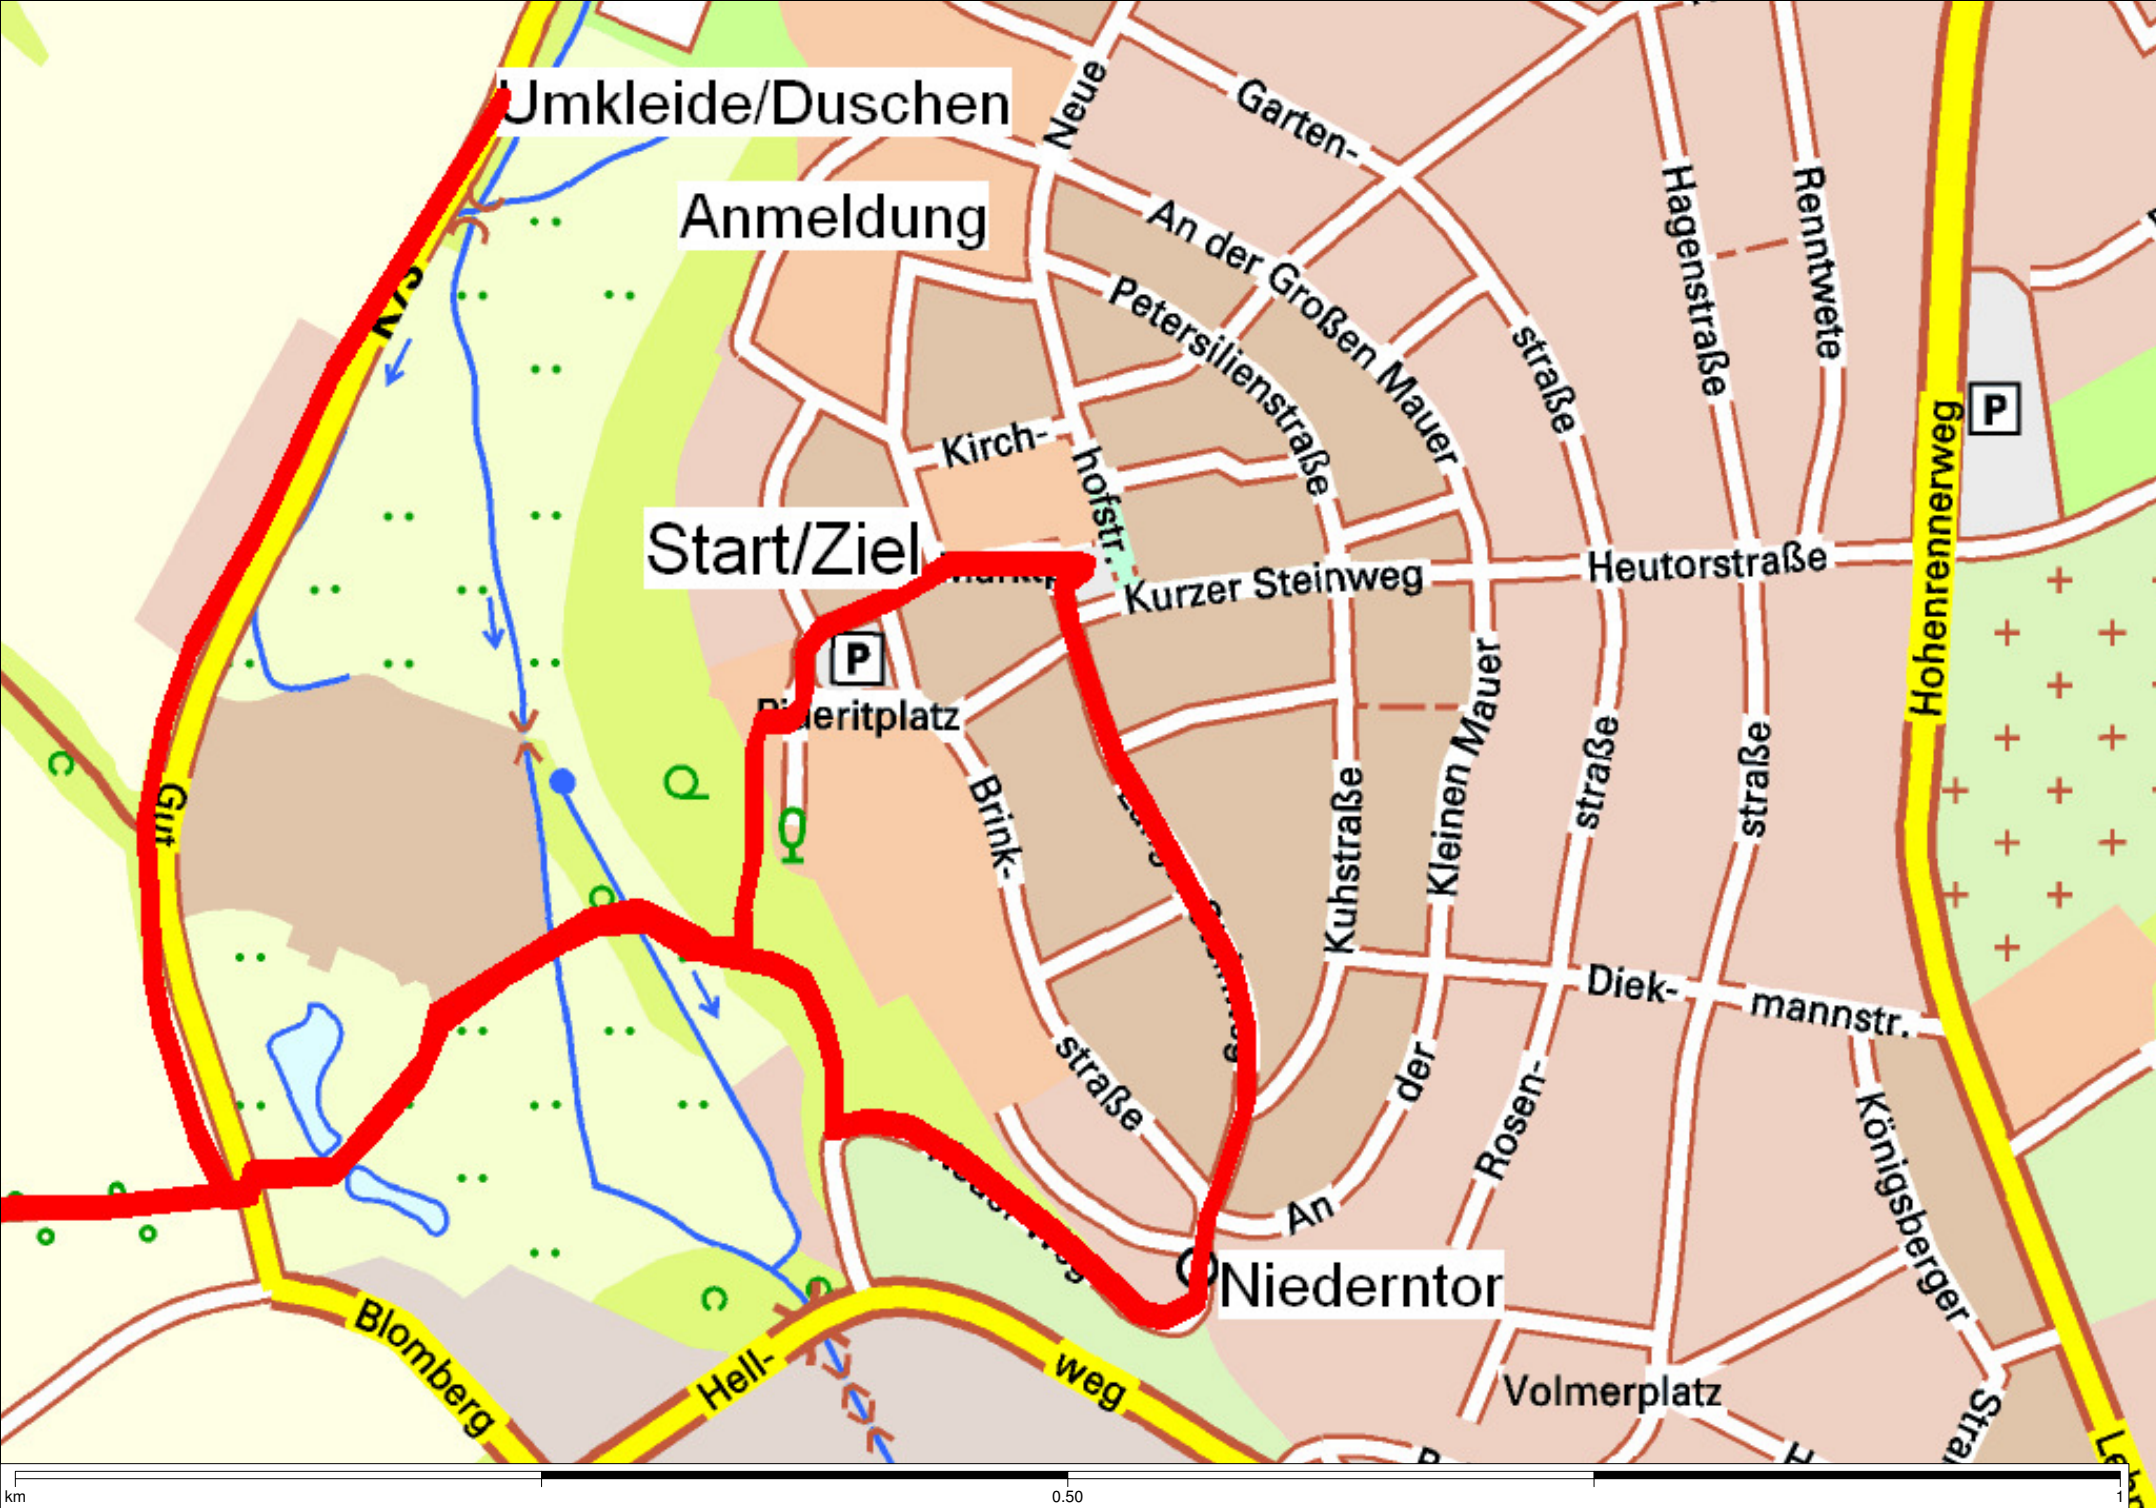 Umkleide/Duschen
Neue
Garten-
Anmeldung
An der Großen Mauer
Hagenstraße
Renntwete
Petersilienstraße
straße
Kirch-
hofstr.
P
Hohenrennerweg
Start/Ziel
Kurzer Steinweg
Heutorstraße
P
Gut
Brink-
straße
Kuhstraße
Kleinen Mauer
straße
straße
Diek-
mannstr.
der
An
Rosen-
Königsberger
Niederntor
Blomberg
Hell-
weg
Volmerplatz
km
0.50
1